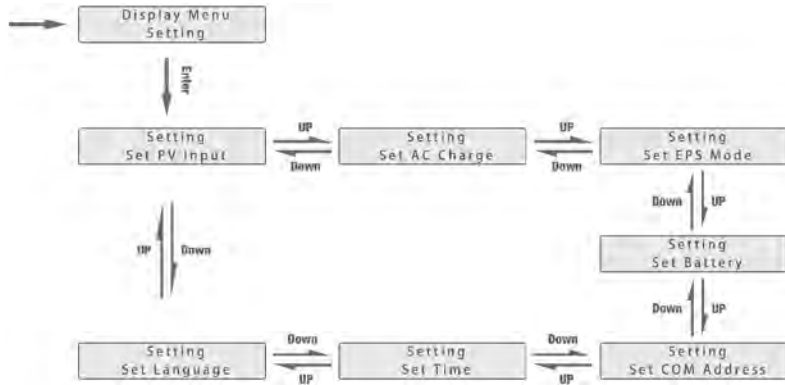 Display Menu
Setting
Enter
Setting
Set PV Input
UP
Down
Setting
Set AC Charge
UP
Down
Setting
Set EPS Mode
Down
UP
UP
Down
Setting
Set Battery
Down
UP
Setting
Set Language
Down
UP
Setting
Set Time
Down
UP
Setting
Set COM Address